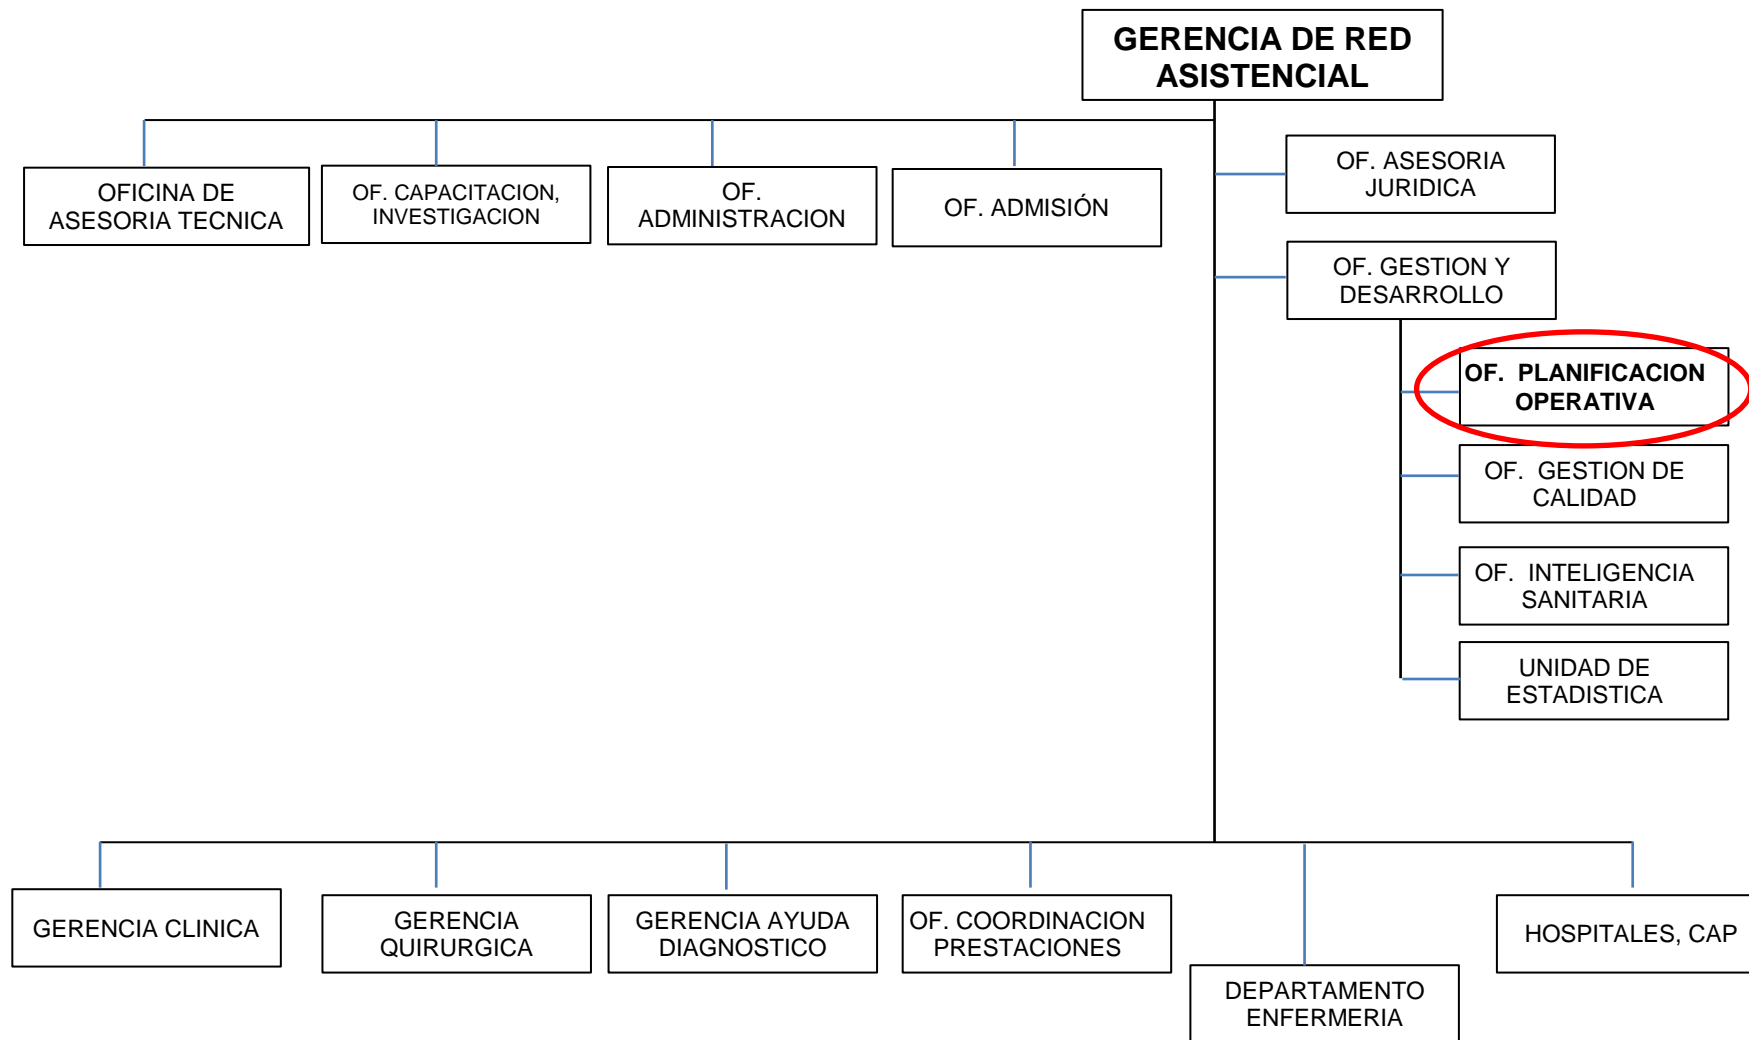 GERENCIA DE RED
ASISTENCIAL
OFICINA DE
ASESORIA TECNICA
OF. CAPACITACION,
INVESTIGACION
OF.
ADMINISTRACION
OF. ADMISIÓN
OF. ASESORIA
JURIDICA
OF. GESTION Y
DESARROLLO
OF. PLANIFICACION
OPERATIVA
OF. GESTION DE
CALIDAD
OF. INTELIGENCIA
SANITARIA
UNIDAD DE
ESTADISTICA
GERENCIA CLINICA
GERENCIA
QUIRURGICA
GERENCIA AYUDA
DIAGNOSTICO
OF. COORDINACION
PRESTACIONES
DEPARTAMENTO
ENFERMERIA
HOSPITALES, CAP